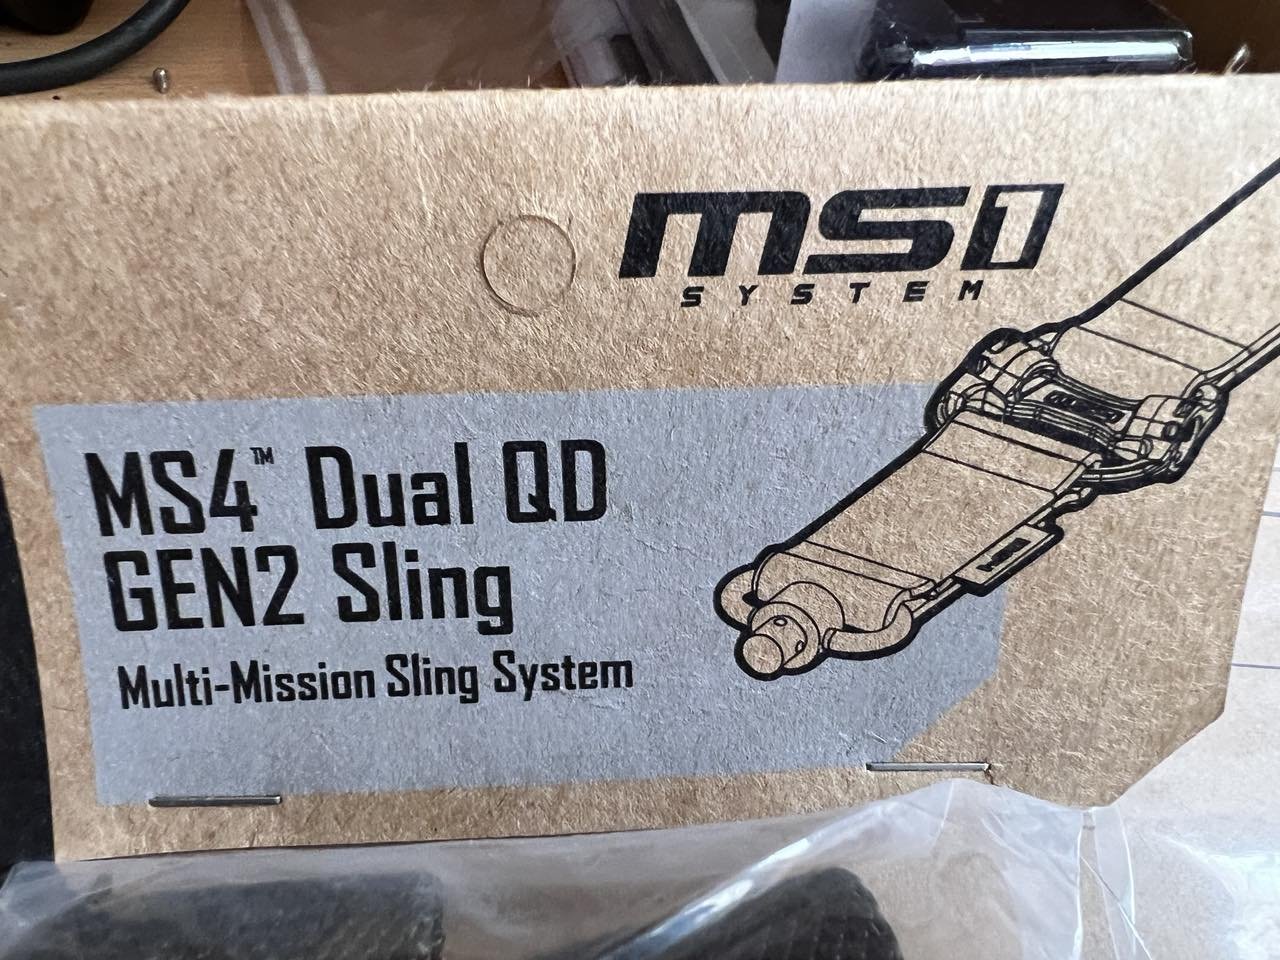 MS1
SYSTEM
MS4™ Dual QD
GEN2 Sling
Multi-Mission Sling System